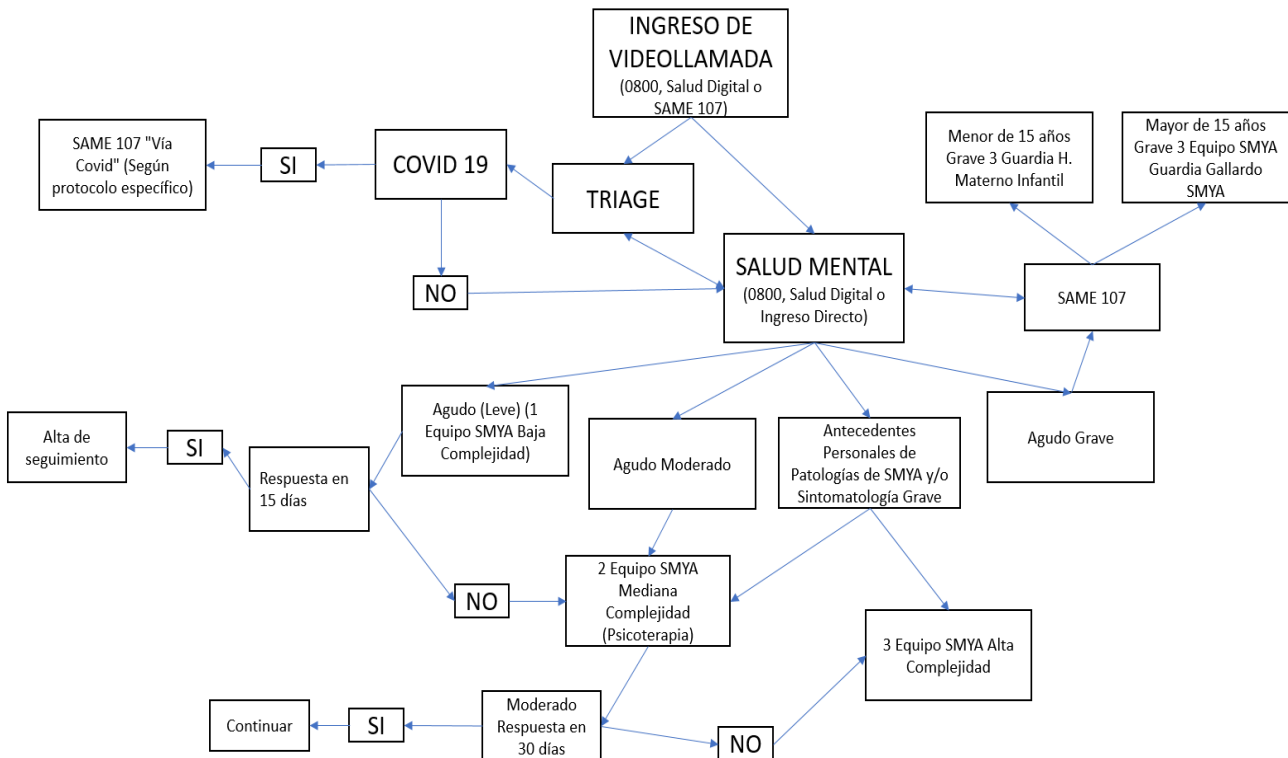 INGRESO DE
VIDEOLLAMADA
(0800, Salud Digital o
SAME 107)
SAME 107 "Vía
Covid" (Según
protocolo específico)
SI
COVID 19
TRIAGE
Menor de 15 años
Grave 3 Guardia H.
Materno Infantil
Mayor de 15 años
Grave 3 Equipo SMYA
Guardia Gallardo
SMYA
NO
SALUD MENTAL
(0800, Salud Digital o
Ingreso Directo)
SAME 107
Alta de
seguimiento
SI
Respuesta en
15 días
Agudo (Leve) (1
Equipo SMYA Baja
Complejidad)
Agudo Moderado
Antecedentes
Personales de
Patologías de SMYA y/o
Sintomatología Grave
Agudo Grave
NO
2 Equipo SMYA
Mediana
Complejidad
(Psicoterapia)
3 Equipo SMYA Alta
Complejidad
Continuar
SI
Moderado
Respuesta en
30 días
NO